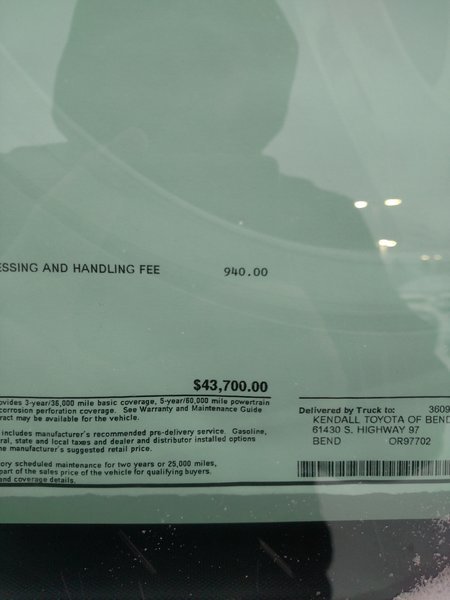 ESSING AND HANDLING FEE 940.00
$43,700.00
ovides 3-year/36,000 mile basic coverage, 5-year/60,000 mile powertrain
corrosion perforation coverage. See Warranty and Maintenance Guide
ract may be available for the vehicle.
includes manufacturer's recommended pre-delivery service. Gasoline,
ral, state and local taxes and dealer and distributor installed options
he manufacturer's suggested retail price.
ory scheduled maintenance for two years or 25,000 miles,
part of the sales price of the vehicle for qualifying buyers.
and coverage details.
Delivered by Truck to: 3609
KENDALL TOYOTA OF BEND
61430 S. HIGHWAY 97
BEND OR97702